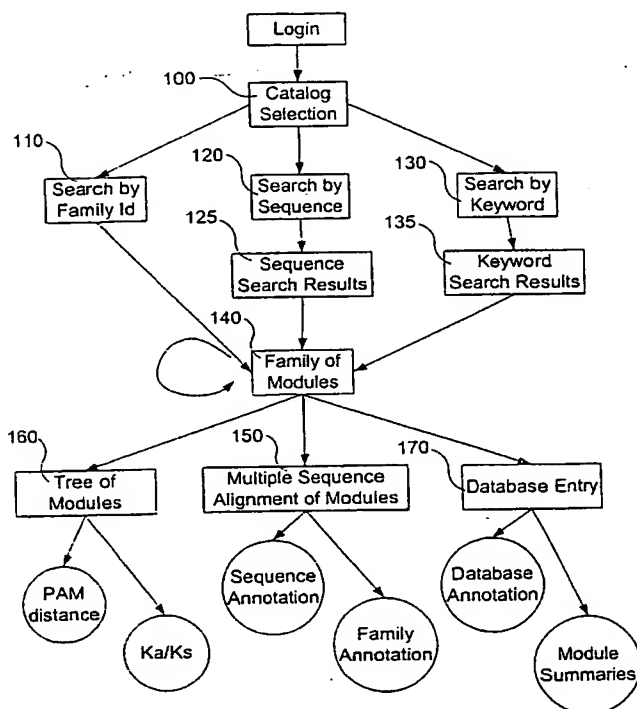 Login
100
Catalog
Selection
110
Search by
Family Id
120
Search by
Sequence
130
Search by
Keyword
125
Sequence
Search Results
135
Keyword
Search Results
140
Family of
Modules
160
Tree of
Modules
150
Multiple Sequence
Alignment of Modules
170
Database Entry
PAM
distance
Ka/Ks
Sequence
Annotation
Family
Annotation
Database
Annotation
Module
Summaries